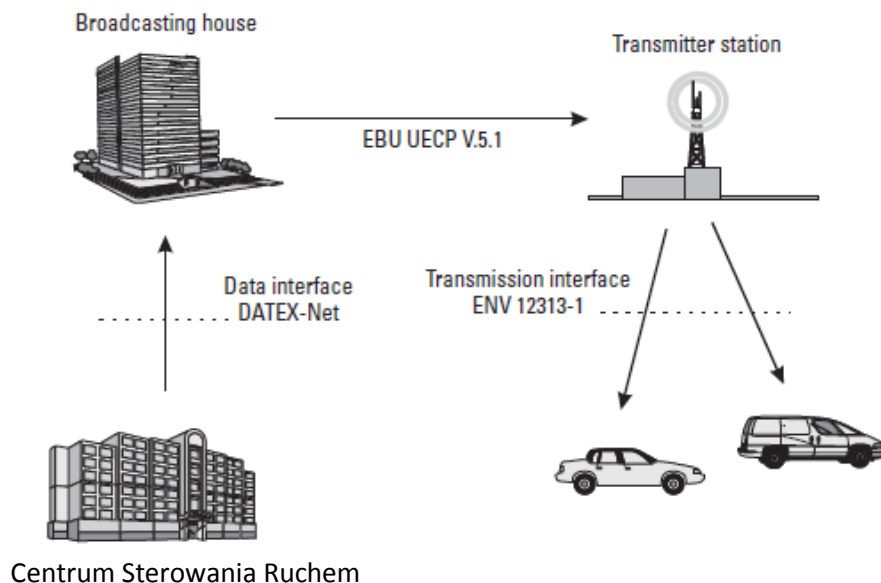 Broadcasting house
Transmitter station
EBU UECP V.5.1
Data interface
DATEX-Net
Transmission interface
ENV 12313-1
Centrum Sterowania Ruchem